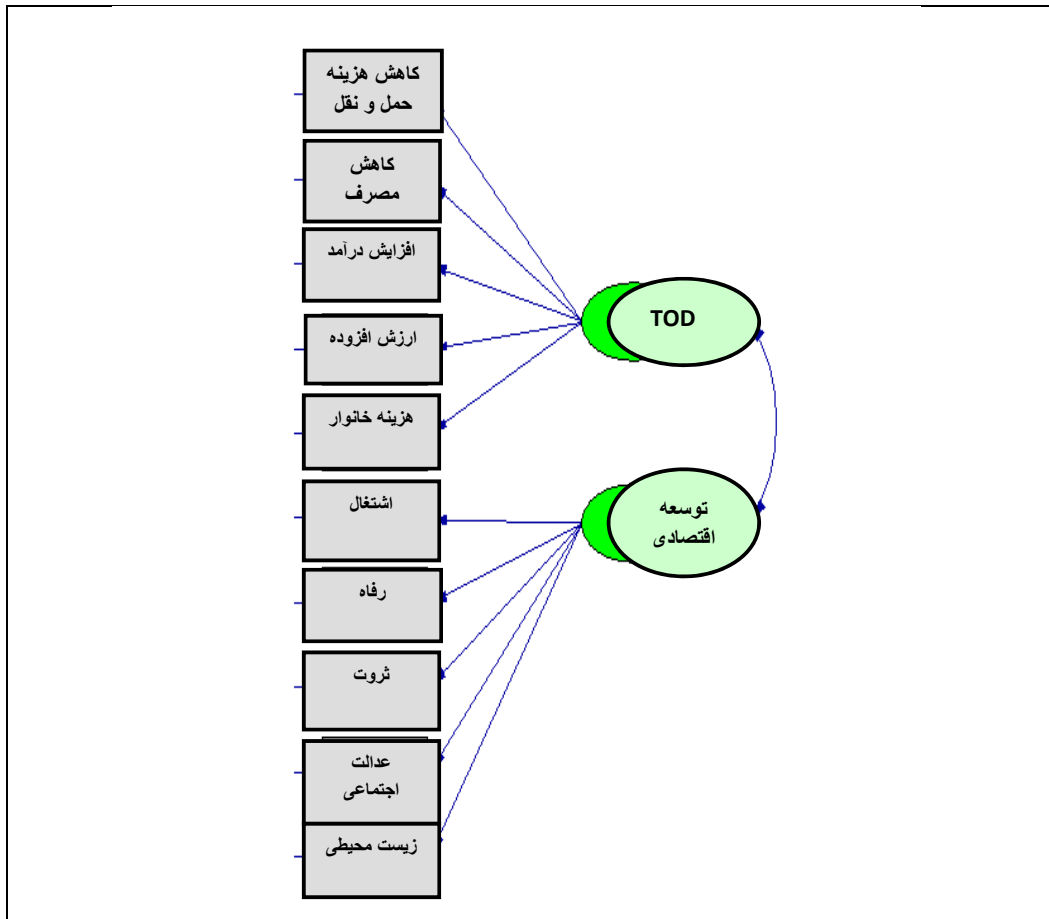 کاهش هزینه
حمل و نقل
کاهش
مصرف
افزایش درآمد
ارزش افزوده
هزینه خانوار
اشتغال
رفاه
ثروت
عدالت
اجتماعی
زیست محیطی
TOD
توسعه
اقتصادی